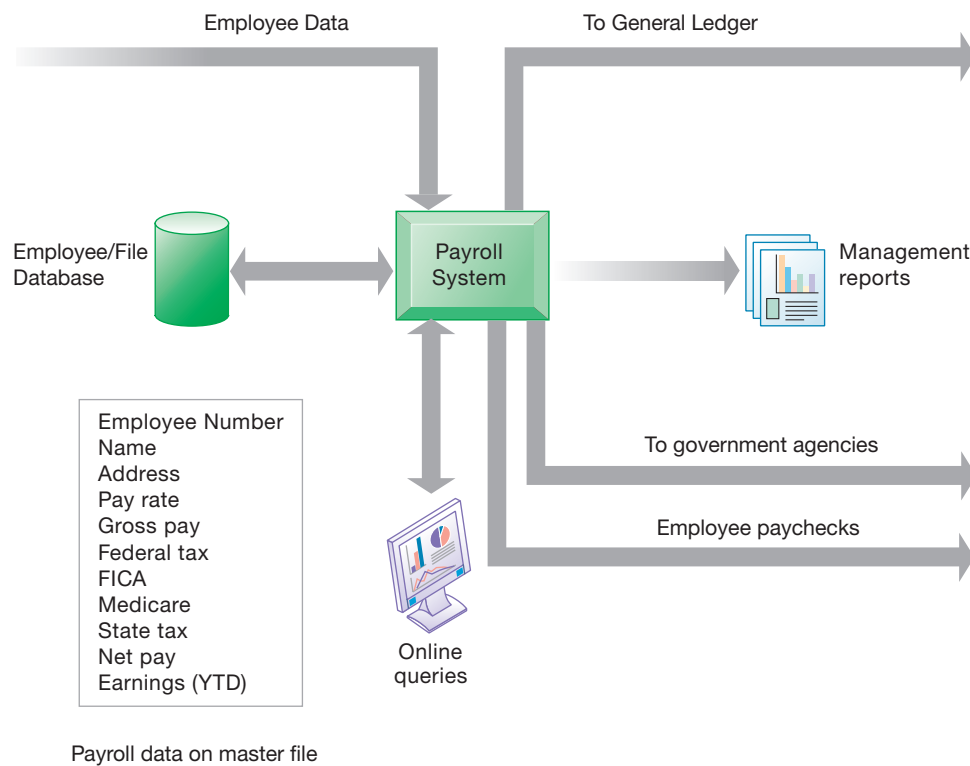 Employee Data
To General Ledger
Employee/File
Database
Payroll
System
Management
reports
Employee Number
Name
Address
Pay rate
Gross pay
Federal tax
FICA
Medicare
State tax
Net pay
Earnings (YTD)
To government agencies
Employee paychecks
Online
queries
Payroll data on master file